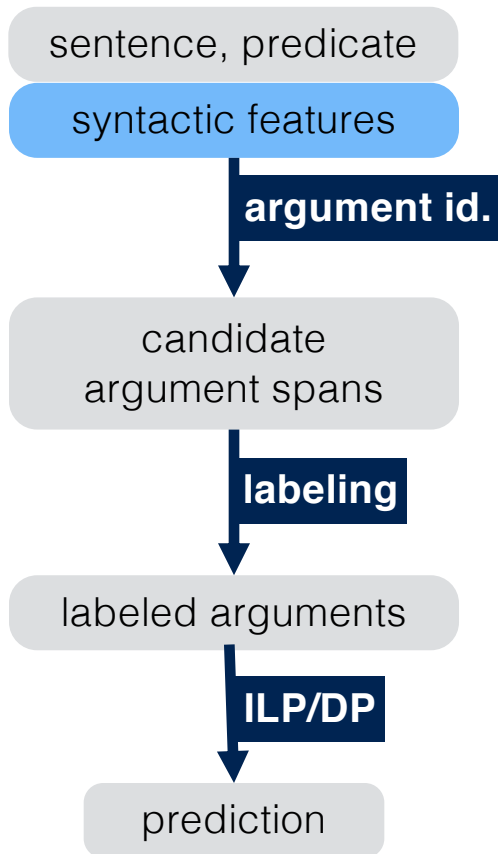 sentence, predicate
syntactic features
argument id.
candidate
argument spans
labeling
labeled arguments
ILP/DP
prediction